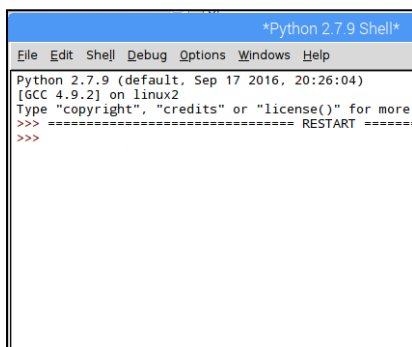 *Python 2.7.9 Shell*
File Edit Shell Debug Options Windows Help
Python 2.7.9 (default, Sep 17 2016, 20:26:04)
[GCC 4.9.2] on linux2
Type "copyright", "credits" or "license()" for more
>>> ================================ RESTART ======
>>>